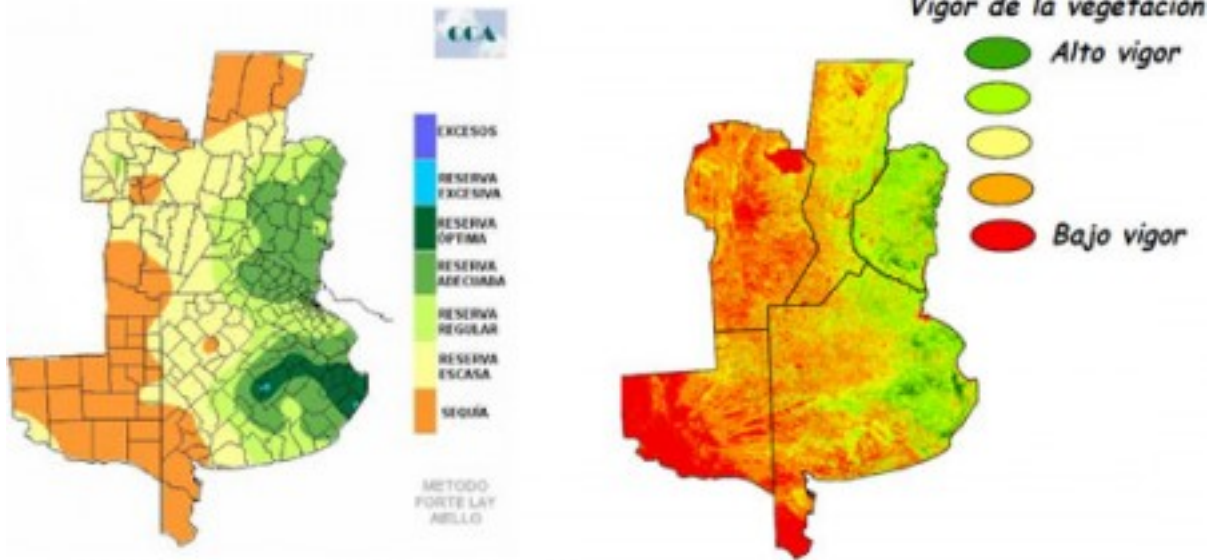 CCA
EXCESOS
RESERVA
EXCESIVA
RESERVA
ÓPTIMA
RESERVA
ADECUADA
RESERVA
REGULAR
RESERVA
ESCASA
SEQUÍA
METODO
FORTE LAY
AIELLO
Vigor de la vegetación
Alto vigor
Bajo vigor